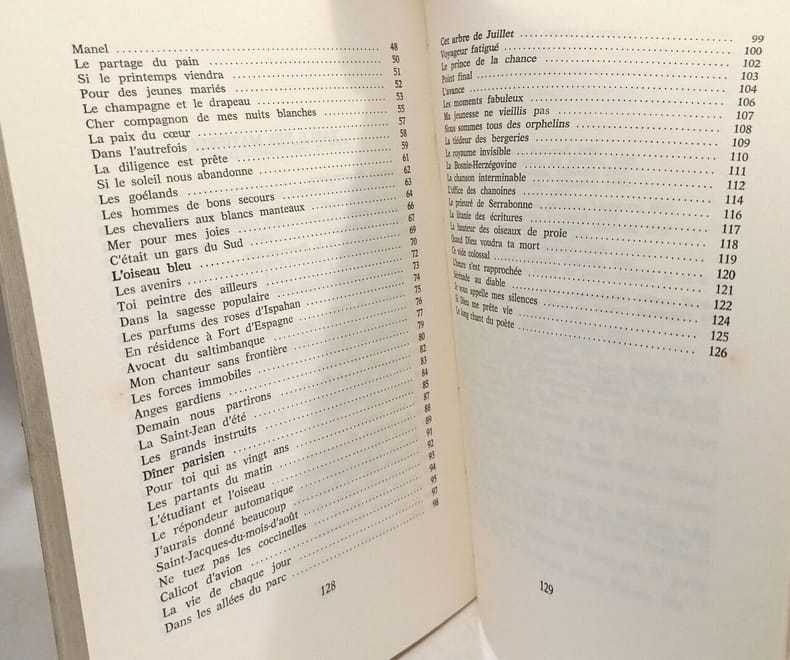 Manel 48
Le partage du pain 50
Si le printemps viendra 51
Pour des jeunes mariés 52
Le champagne et le drapeau 53
Cher compagnon de mes nuits blanches 55
La paix du cœur 57
Dans l'autrefois 58
La diligence est prête 59
Si le soleil nous abandonne 61
Les goélands 62
Les hommes de bons secours 63
Les chevaliers aux blancs manteaux 64
Mer pour mes joies 66
C'était un gars du Sud 67
L'oiseau bleu 69
Les avenirs 70
Toi peintre des ailleurs 72
Dans la sagesse populaire 73
Les parfums des roses d'Ispahan 74
En résidence à Fort d'Espagne 75
Avocat du saltimbanque 76
Mon chanteur sans frontière 77
Les forces immobiles 79
Anges gardiens 80
Demain nous partirons 82
La Saint-Jean d'été 83
Les grands instruits 84
Dîner parisien 85
Pour toi qui as vingt ans 87
Les partants du matin 88
L'étudiant et l'oiseau 89
Le répondeur automatique 91
J'aurais donné beaucoup 92
Saint-Jacques-du-mois-d'août 93
Ne tuez pas les coccinelles 94
Calicot d'avion 95
La vie de chaque jour 97
Dans les allées du parc 98
128
Cet arbre de Juillet 99
Voyageur fatigué 100
Le prince de la chance 102
Point final 103
L'avance 104
Les moments fabuleux 106
Ma jeunesse ne vieillis pas 107
Nous sommes tous des orphelins 108
La tiédeur des bergeries 109
Le royaume invisible 110
La Bosnie-Herzégovine 111
La chanson interminable 112
L'office des chanoines 114
Le prieuré de Serrabonne 116
La litanie des écritures 117
La hauteur des oiseaux de proie 118
Quand Dieu voudra ta mort 119
Ce vide colossal 120
L'heure s'est rapprochée 121
Sérénade au diable 122
Je vous appelle mes silences 124
Si Dieu me prête vie 125
Le long chant du poète 126
129